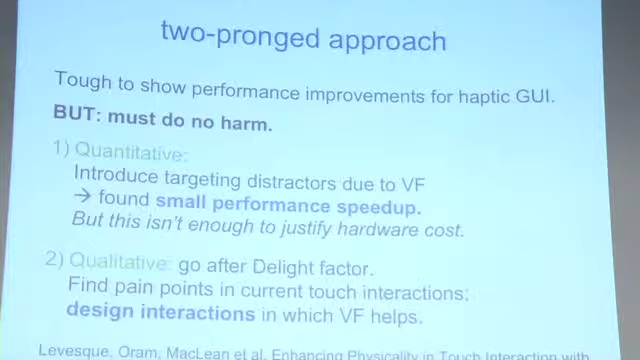 two-pronged approach
Tough to show performance improvements for haptic GUI.
BUT: must do no harm.
1) Quantitative:
Introduce targeting distractors due to VF
→ found small performance speedup.
But this isn't enough to justify hardware cost.
2) Qualitative: go after Delight factor.
Find pain points in current touch interactions;
design interactions in which VF helps.
Levesque, Oram, MacLean et al. Enhancing Physicality in Touch Interaction with